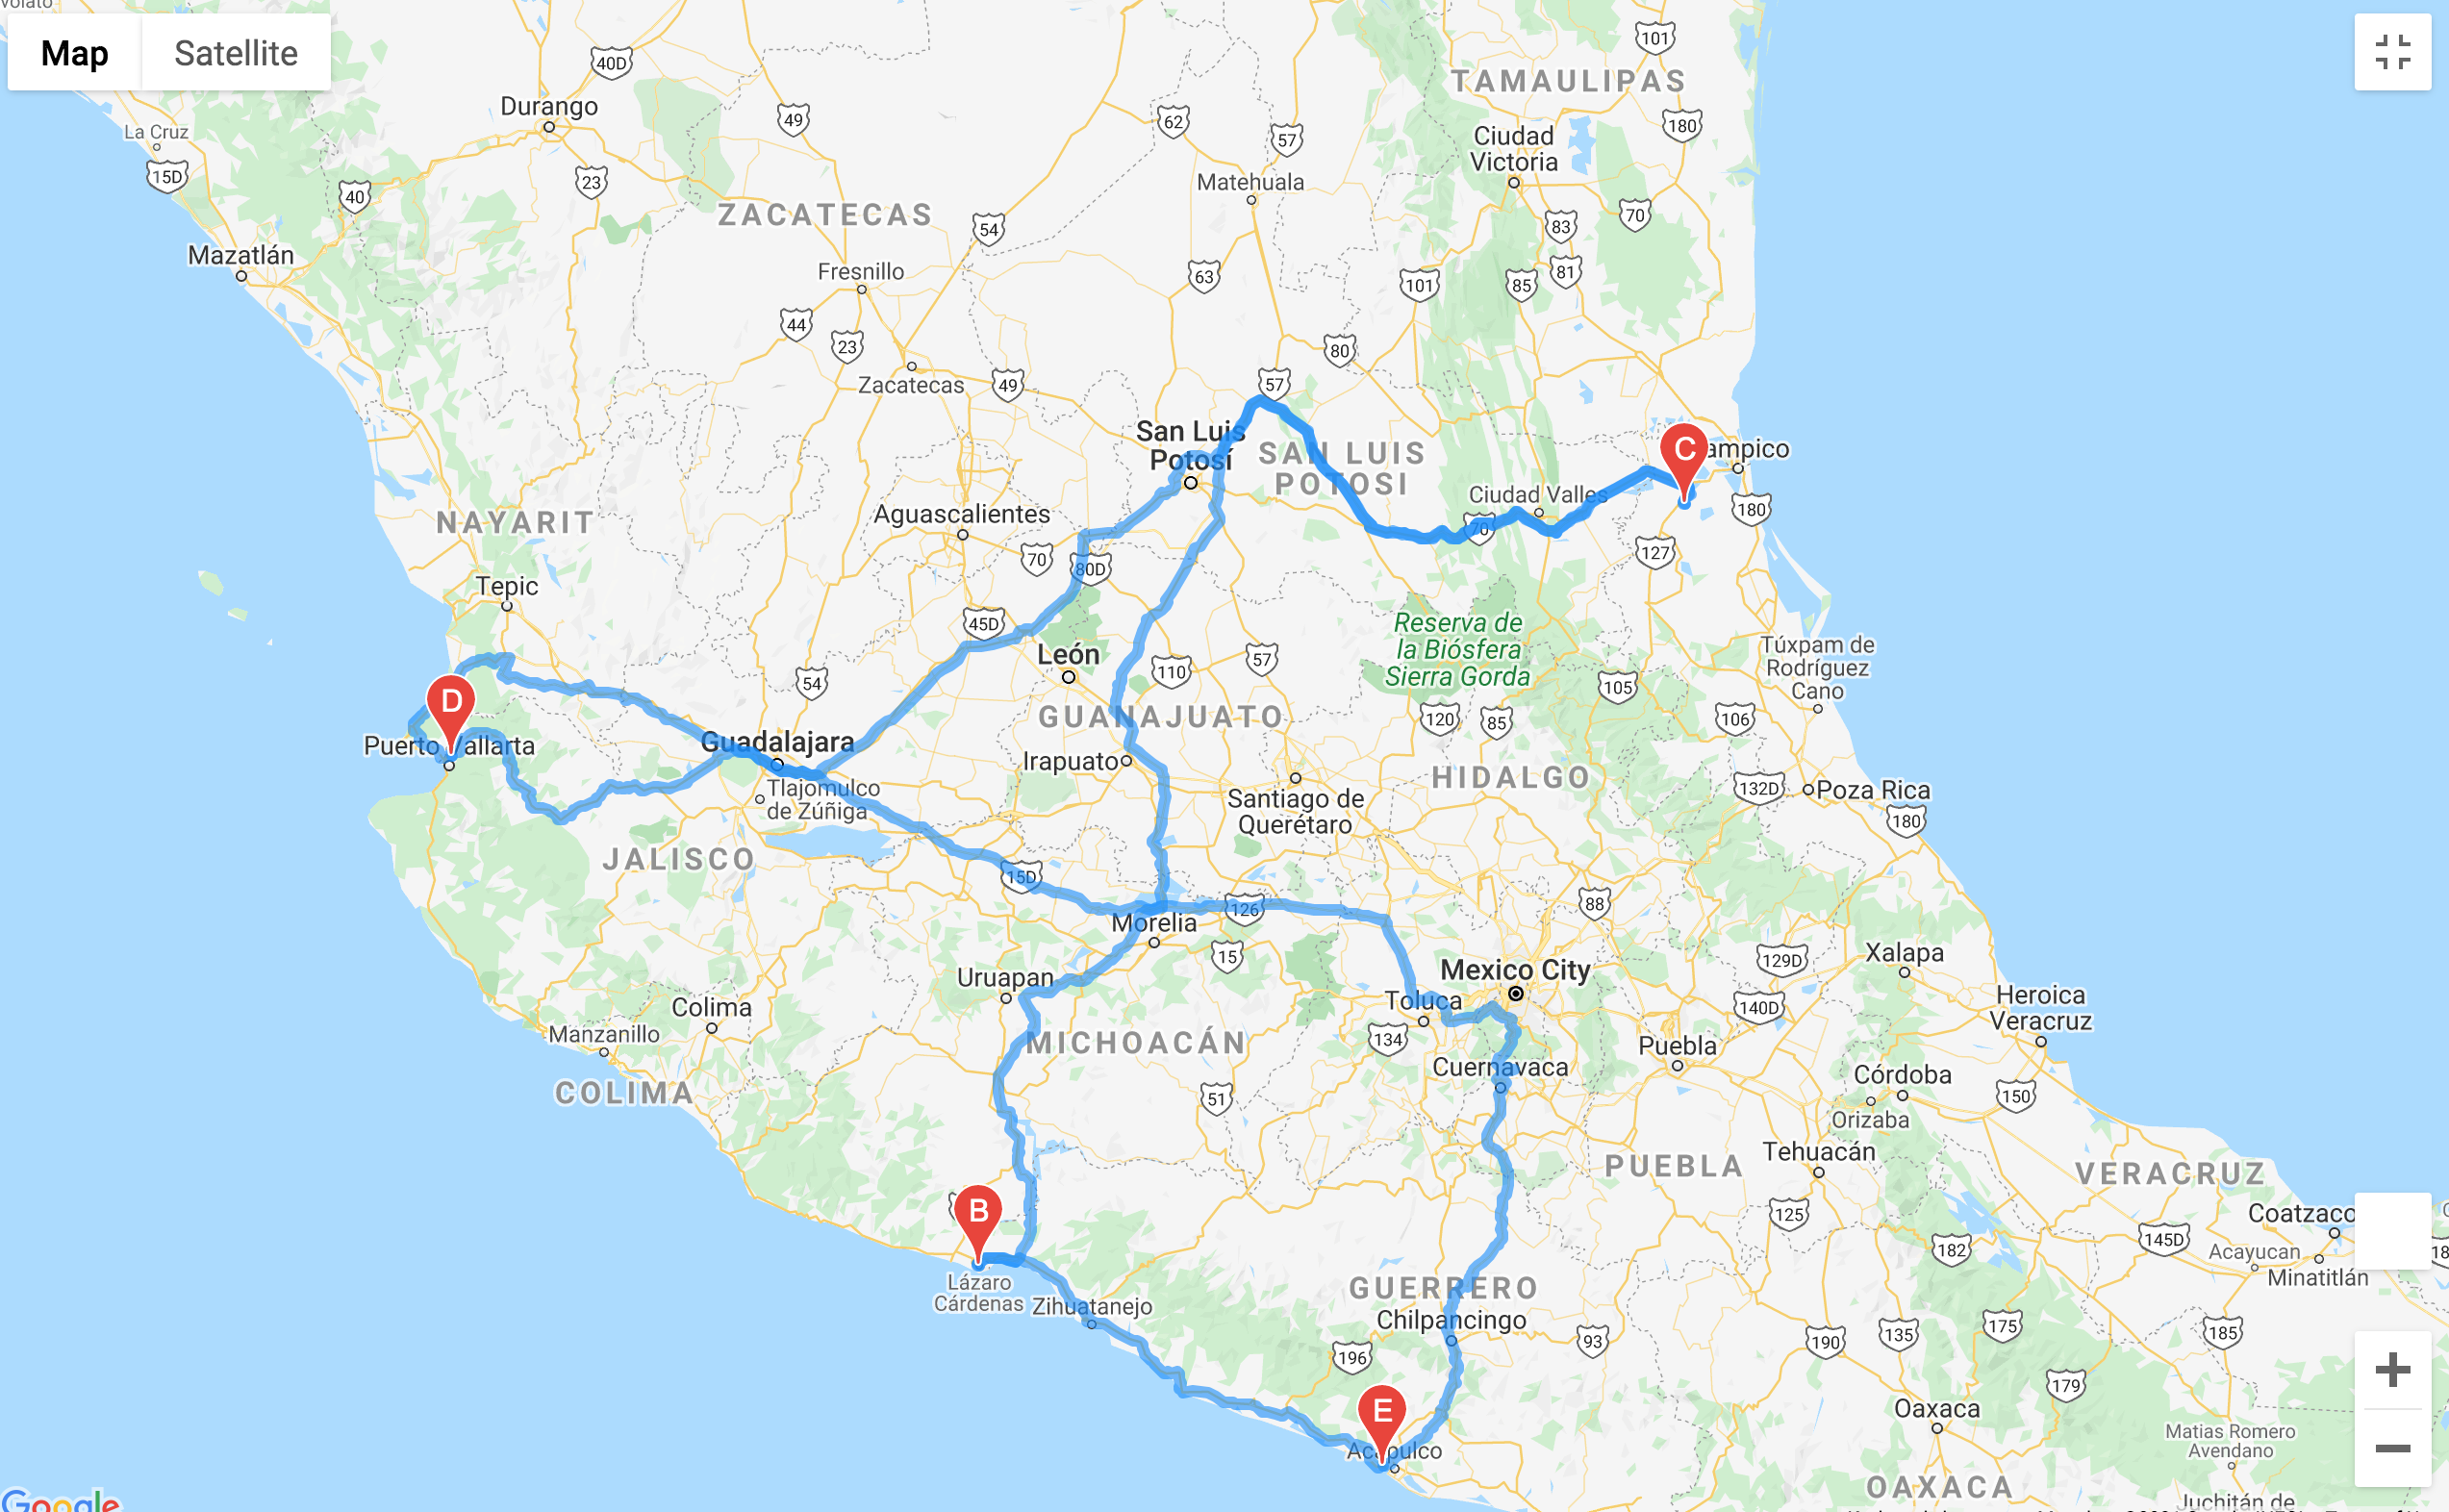 Map
Satellite
101
TAMAULIPAS
40D
Durango
49
62
57
Ciudad
Victoria
180
La Cruz
15D
40
23
Matehuala
ZACATECAS
54
83
70
Mazatlán
Fresnillo
63
101
85
81
44
23
80
Zacatecas
49
57
San Luis
Potosí
SAN LUIS
POTOSI
C
ampico
Ciudad Valles
70
180
Aguascalientes
NAYARIT
70
80D
127
Tepic
45D
Reserva de
la Biósfera
Sierra Gorda
Túxpam de
Rodríguez
Cano
León
110
57
54
105
D
GUANAJUATO
120
85
106
Puerto Vallarta
Guadalajara
Irapuato
HIDALGO
Tlajomulco
de Zúñiga
Santiago de
Querétaro
132D
Poza Rica
180
JALISCO
15D
126
88
Morelia
15
Xalapa
129D
Uruapan
Mexico City
Toluca
Heroica
Veracruz
Colima
140D
Manzanillo
MICHOACÁN
134
Puebla
Cuernavaca
Córdoba
COLIMA
51
150
Orizaba
PUEBLA
Tehuacán
VERACRUZ
B
125
Coatzaco
182
145D
Acayucan
Minatitlán
Lázaro
Cárdenas
Zihuatanejo
GUERRERO
Chilpancingo
93
196
190
135
175
185
179
E
Acapulco
Oaxaca
Matias Romero
Avendano
OAXACA
Juchitán de
Google